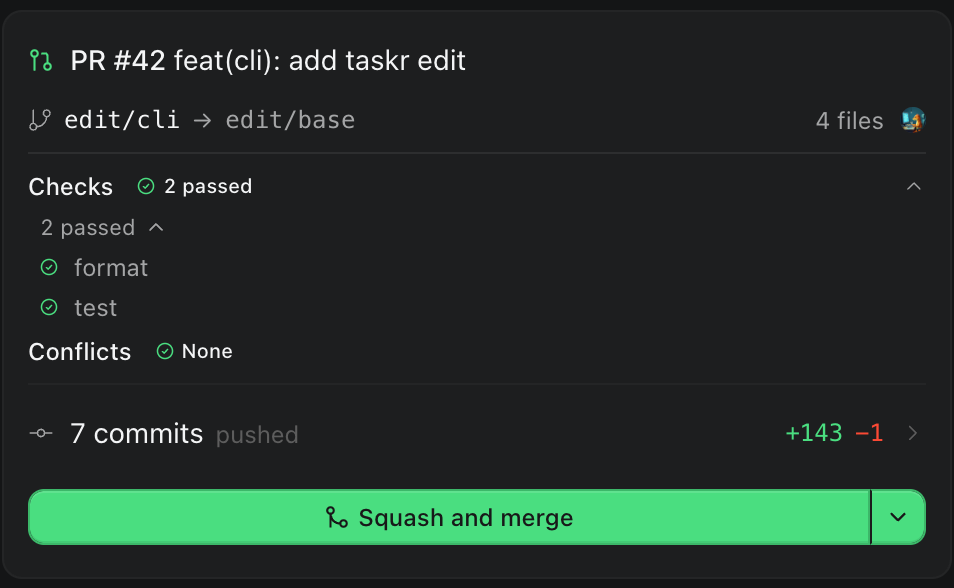 PR #42 feat(cli): add taskr edit
edit/cli → edit/base 4 files
Checks 2 passed
2 passed
format
test
Conflicts None
7 commits pushed +143 −1
Squash and merge